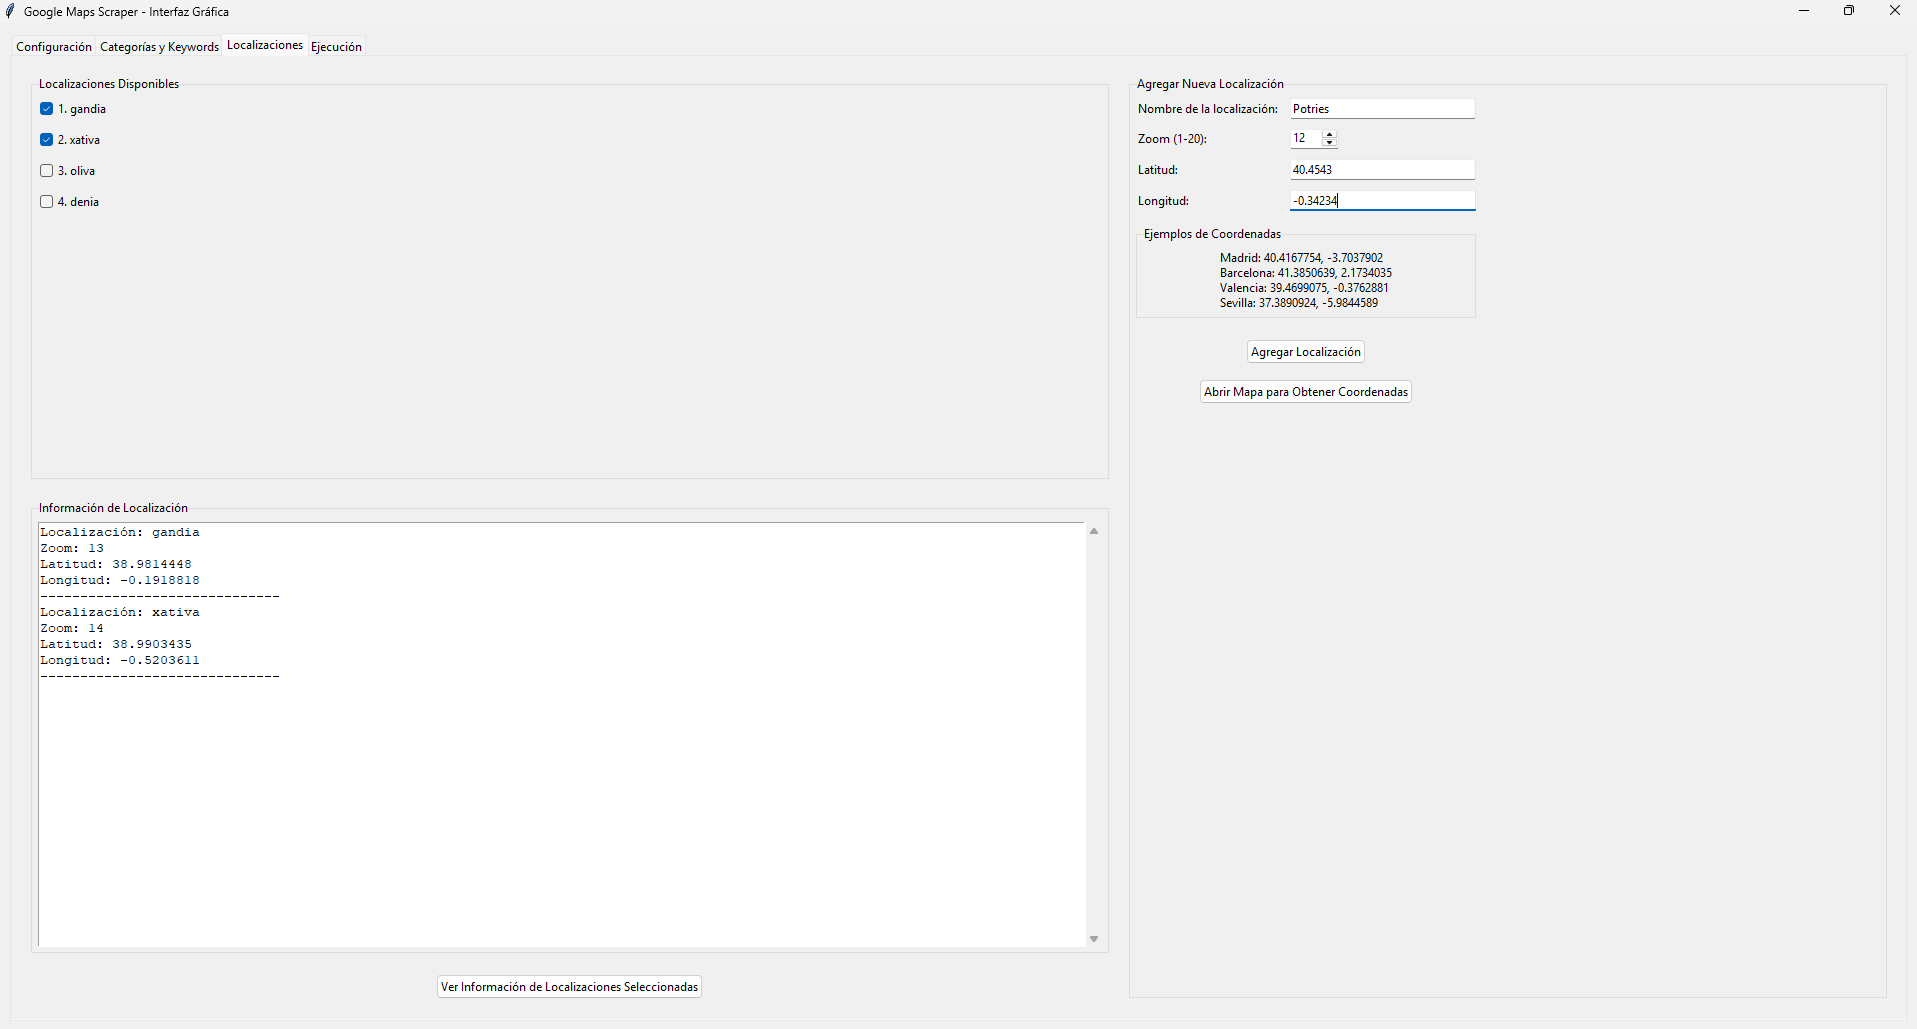 Google Maps Scraper - Interfaz Gráfica
Configuración
Categorías y Keywords
Localizaciones
Ejecución
Localizaciones Disponibles
1. gandia
2. xativa
3. oliva
4. denia
Información de Localización
Localización: gandia
Zoom: 13
Latitud: 38.9814448
Longitud: -0.1918818
------------------------------
Localización: xativa
Zoom: 14
Latitud: 38.9903435
Longitud: -0.5203611
------------------------------
Ver Información de Localizaciones Seleccionadas
Agregar Nueva Localización
Nombre de la localización: Potries
Zoom (1-20): 12
Latitud: 40.4543
Longitud: -0.34234
Ejemplos de Coordenadas
Madrid: 40.4167754, -3.7037902
Barcelona: 41.3850639, 2.1734035
Valencia: 39.4699075, -0.3762881
Sevilla: 37.3890924, -5.9844589
Agregar Localización
Abrir Mapa para Obtener Coordenadas